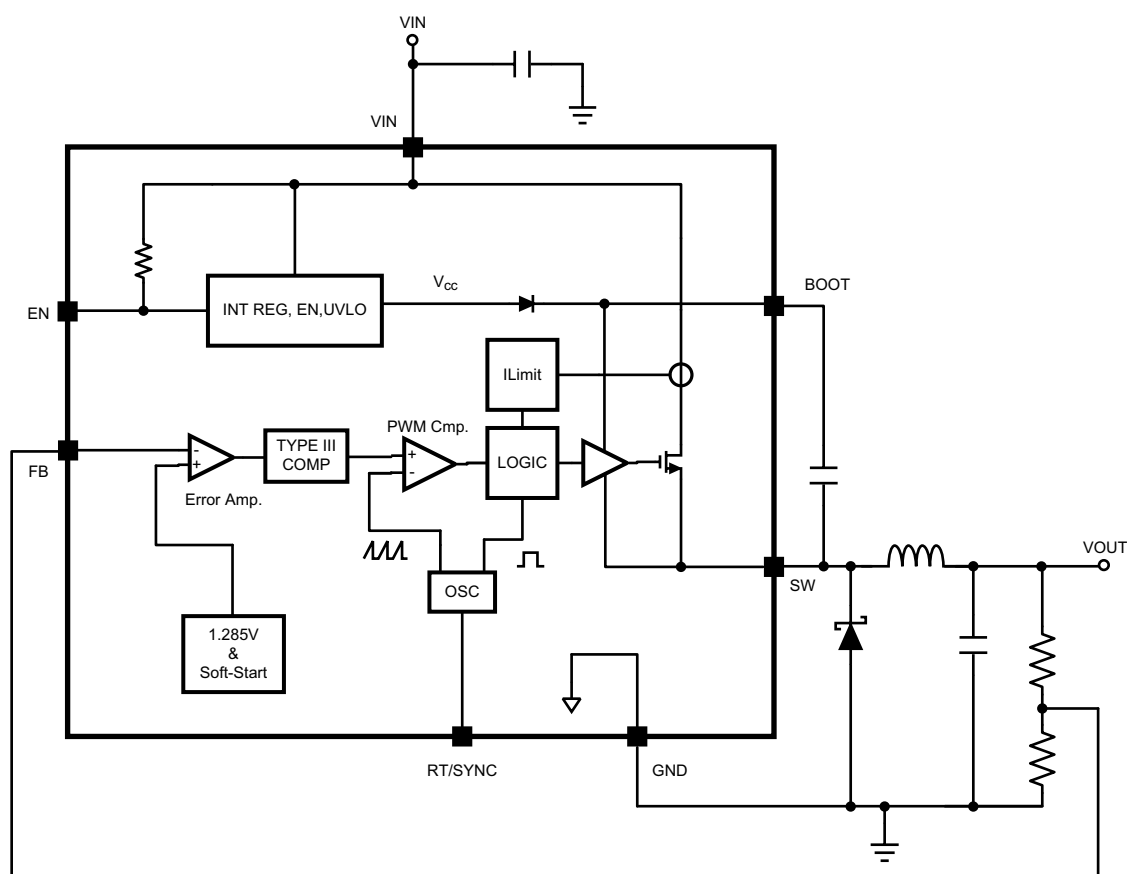 VIN
VIN
EN
INT REG, EN,UVLO
Vcc
BOOT
ILimit
FB
-
+
Error Amp.
TYPE III
COMP
PWM Cmp.
+
-
LOGIC
OSC
SW
VOUT
1.285V
&
Soft-Start
RT/SYNC
GND